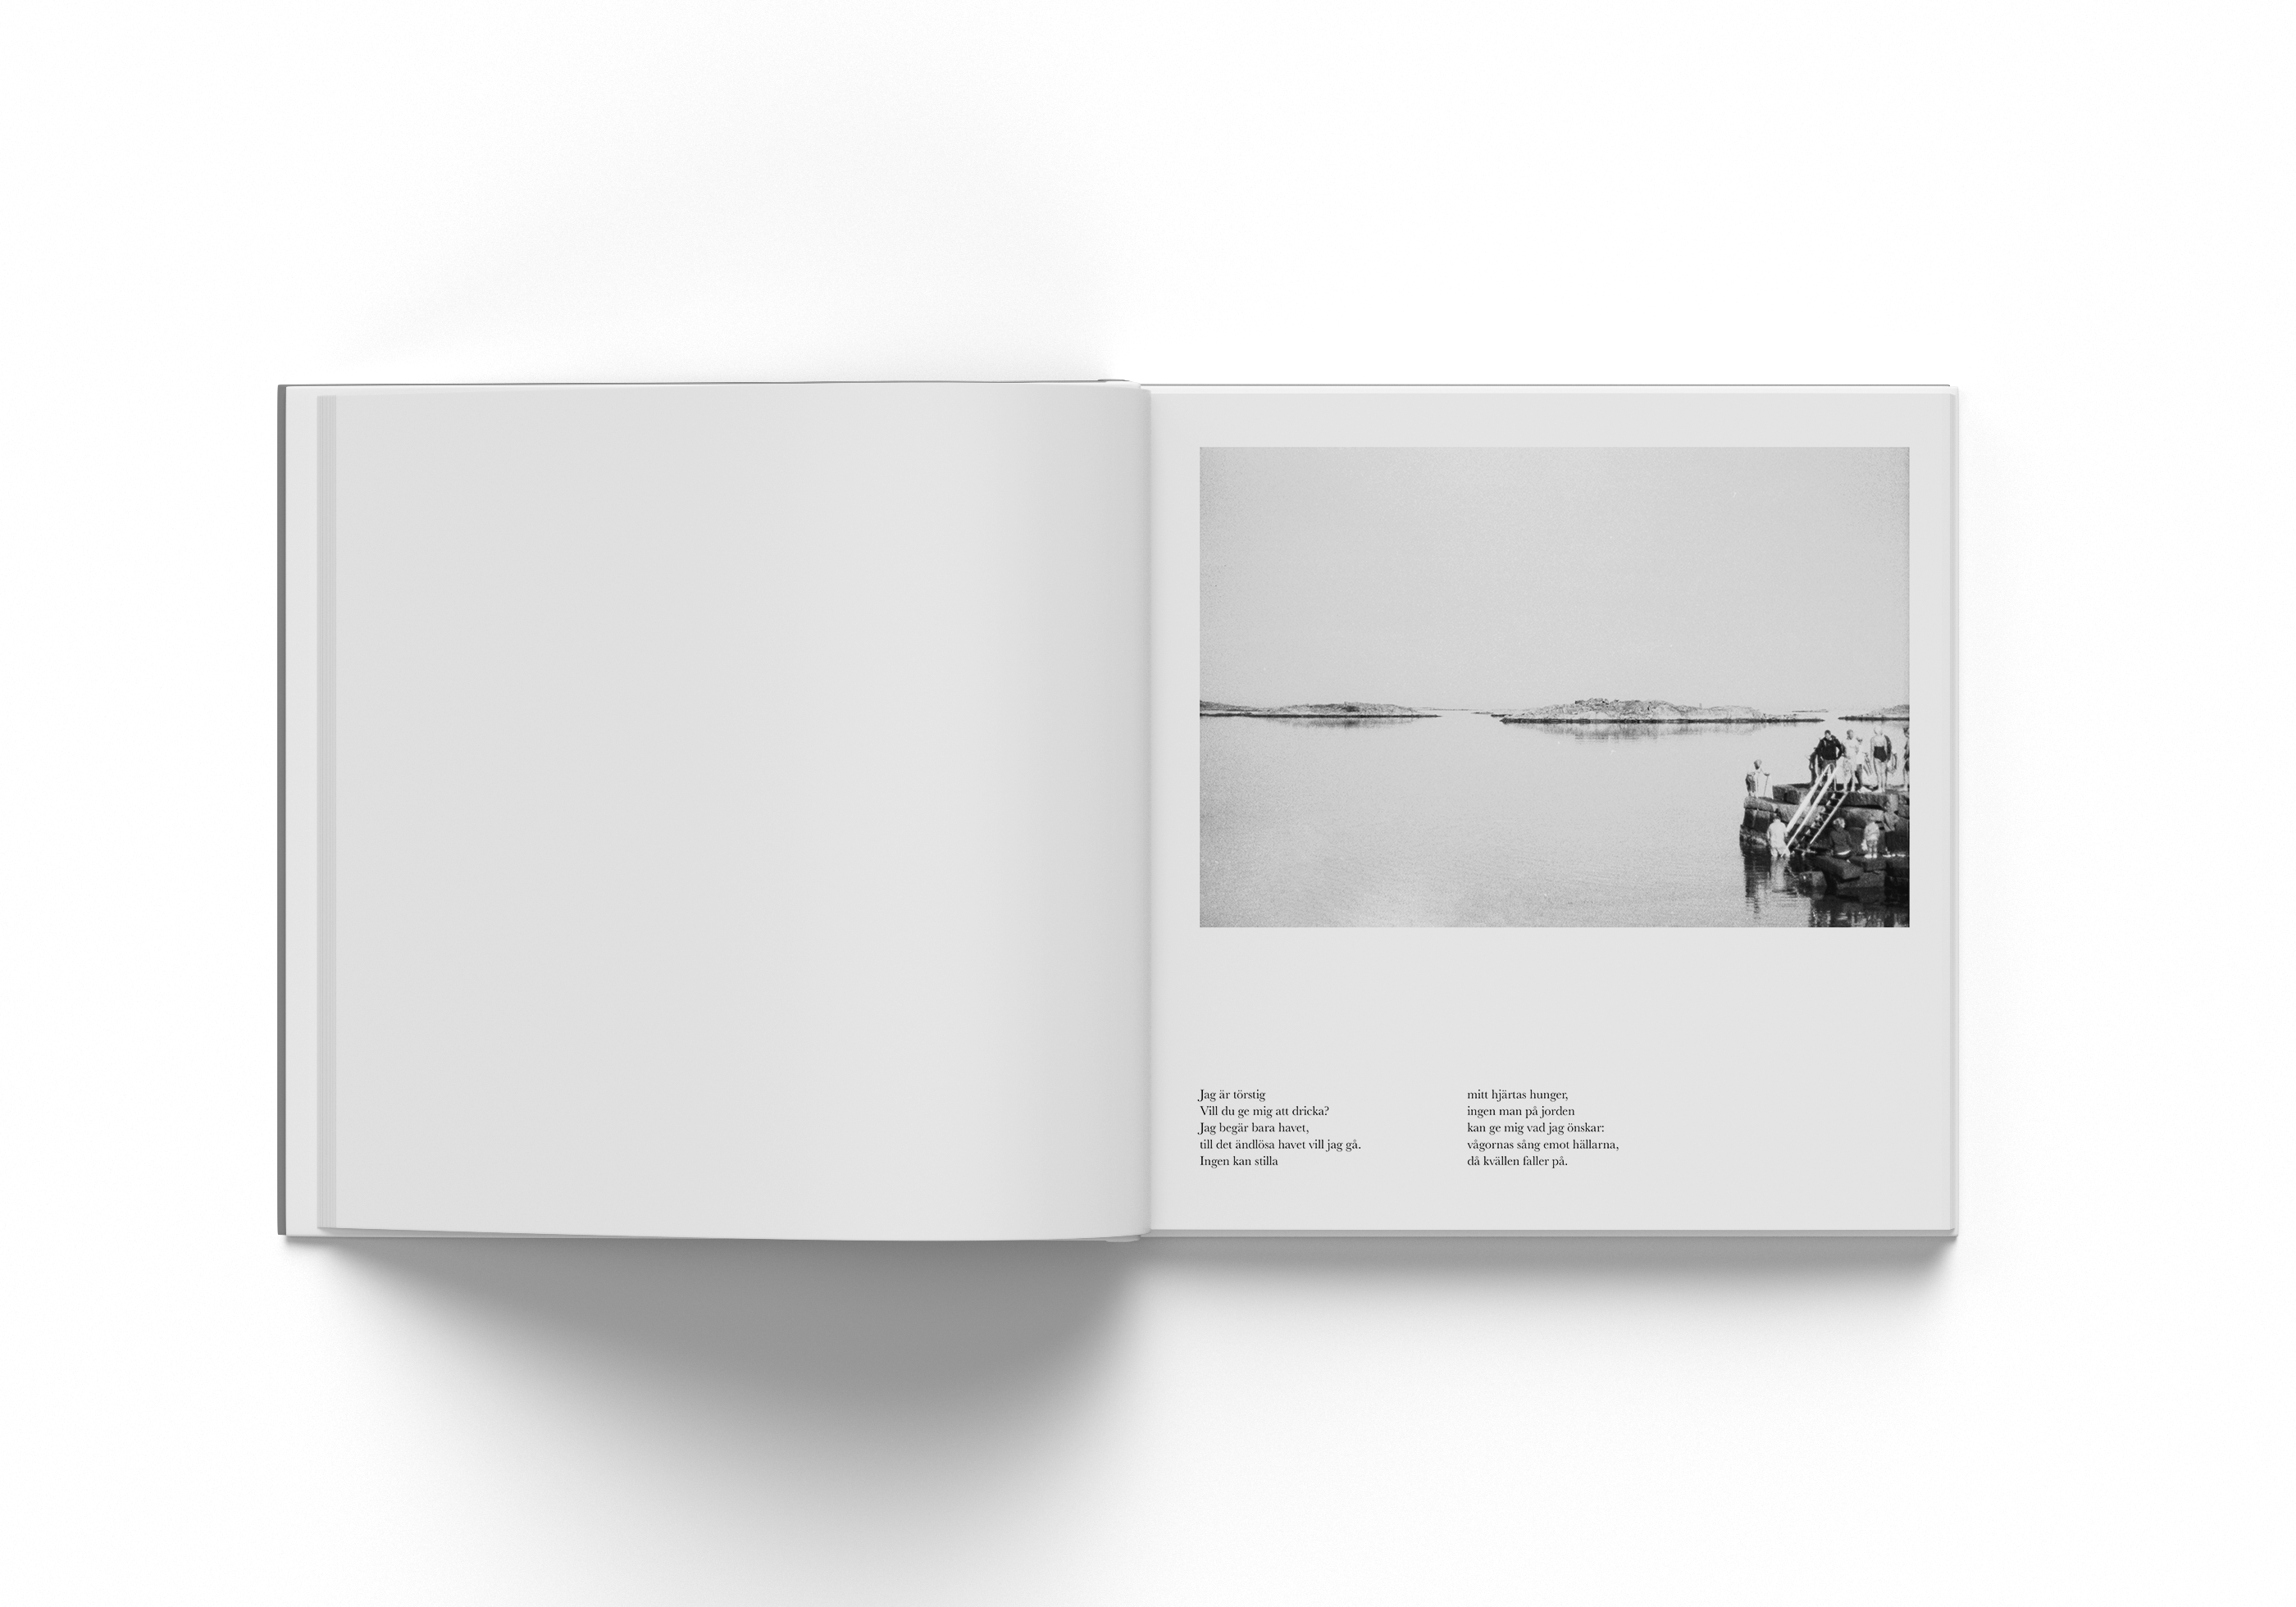 Jag är törstig
Vill du ge mig att dricka?
Jag begär bara havet,
till det ändlösa havet vill jag gå.
Ingen kan stilla
mitt hjärtas hunger,
ingen man på jorden
kan ge mig vad jag önskar:
vågornas sång emot hällarna,
då kvällen faller på.